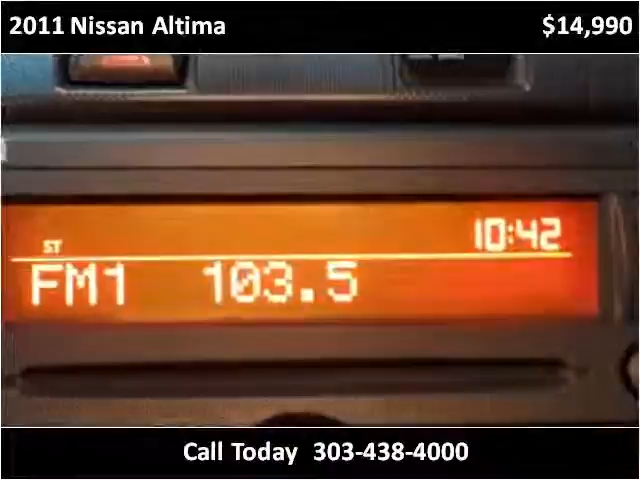 2011 Nissan Altima $14,990
10:42
ST
FM1 103.5
Call Today 303-438-4000